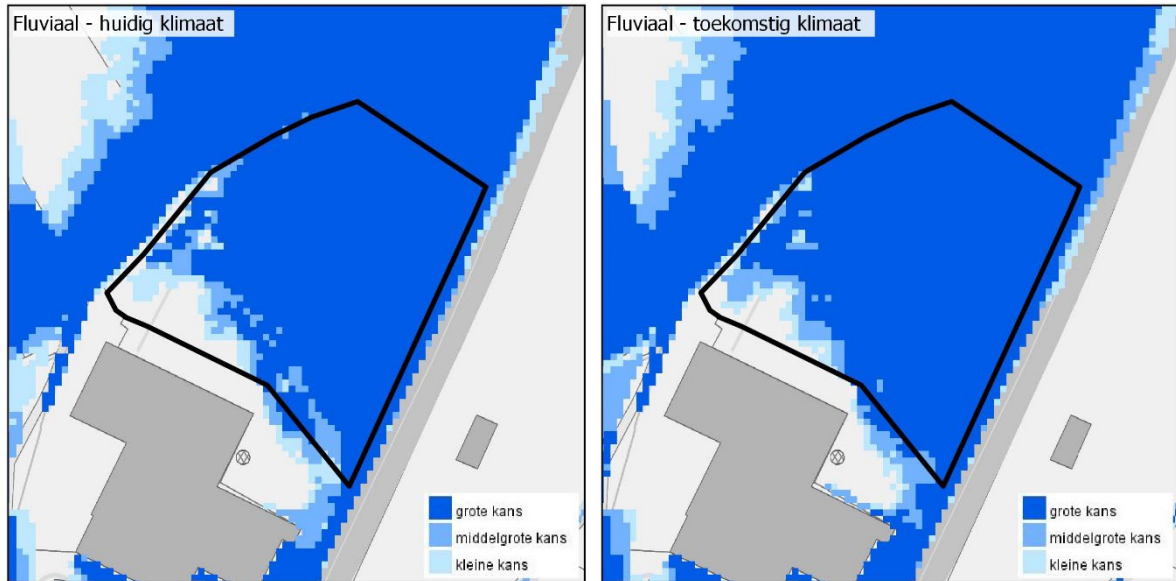 Fluviaal - huidig klimaat
grote kans
middelgrote kans
kleine kans
Fluviaal - toekomstig klimaat
grote kans
middelgrote kans
kleine kans